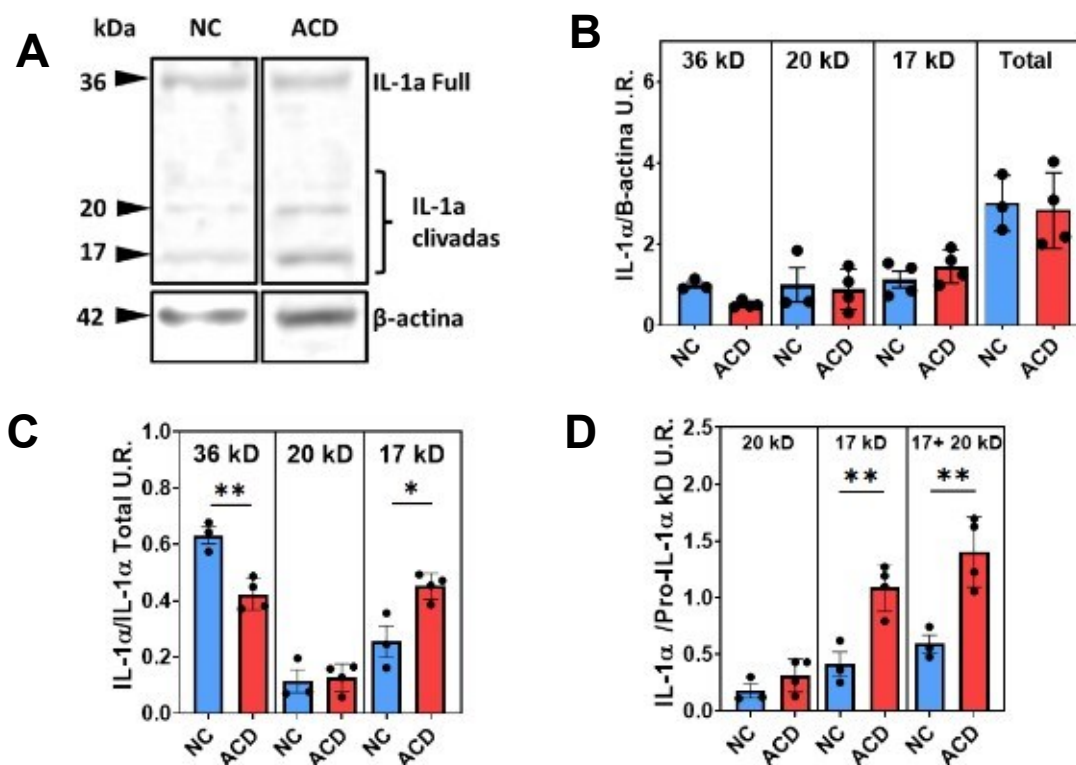 A
kDa
NC
ACD
36
IL-1a Full
20
IL-1a
clivadas
17
42
β-actina
B
IL-1α/B-actina U.R.
36 kD
20 kD
17 kD
Total
6
4
2
0
NC
ACD
NC
ACD
NC
ACD
NC
ACD
C
IL-1α/IL-1α Total U.R.
1.0
0.8
0.6
0.4
0.2
0.0
36 kD
20 kD
17 kD
**
*
NC
ACD
NC
ACD
NC
ACD
D
IL-1α /Pro-IL-1α kD U.R.
2.5
2.0
1.5
1.0
0.5
0.0
20 kD
17 kD
17+ 20 kD
**
**
NC
ACD
NC
ACD
NC
ACD